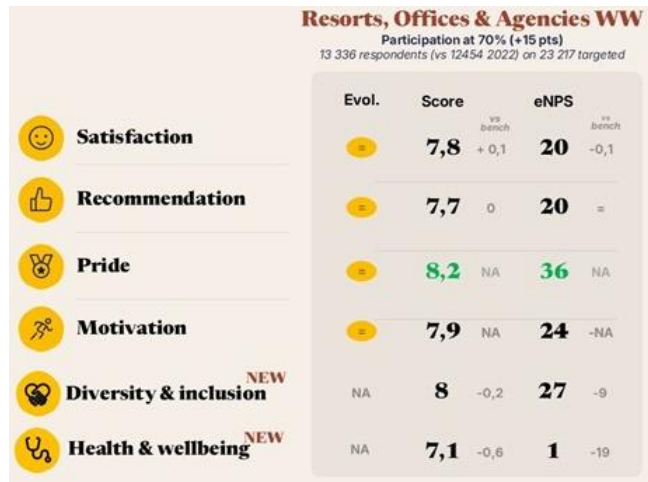 Resorts, Offices & Agencies WW
Participation at 70% (+15 pts)
13 336 respondents (vs 12454 2022) on 23 217 targeted
Evol. Score vs bench eNPS vs bench
Satisfaction = 7,8 + 0,1 20 -0,1
Recommendation = 7,7 0 20 =
Pride = 8,2 NA 36 NA
Motivation = 7,9 NA 24 -NA
Diversity & inclusion NEW NA 8 -0,2 27 -9
Health & wellbeing NEW NA 7,1 -0,6 1 -19